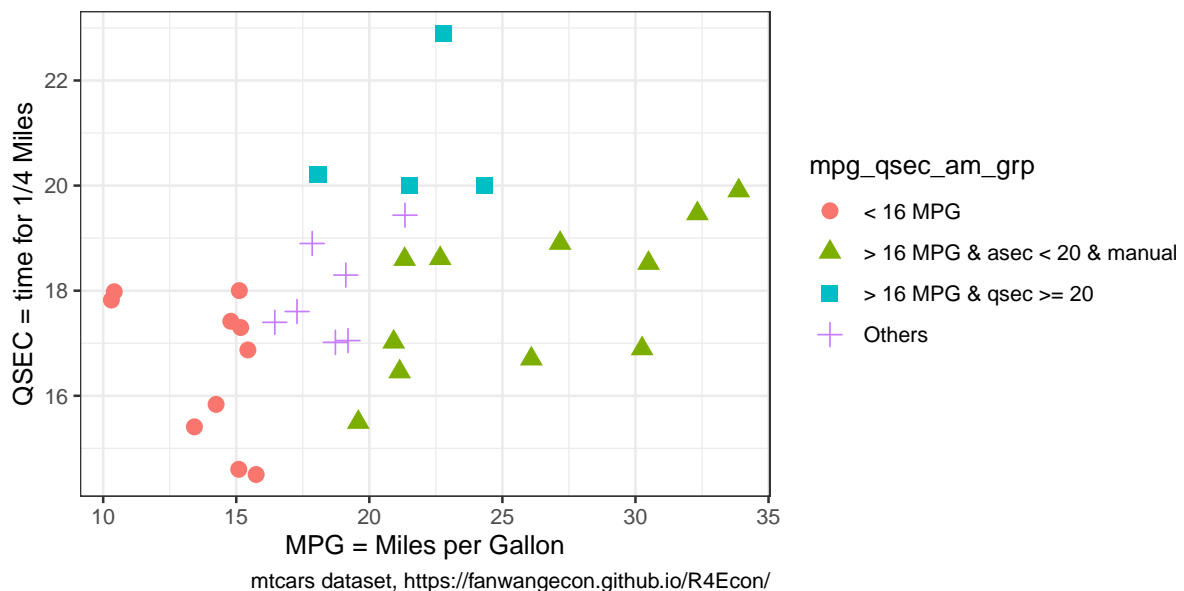 22
20
18
16
QSEC = time for 1/4 Miles
10 15 20 25 30 35
MPG = Miles per Gallon
mtcars dataset, https://fanwangecon.github.io/R4Econ/
mpg_qsec_am_grp
< 16 MPG
> 16 MPG & asec < 20 & manual
> 16 MPG & qsec >= 20
Others